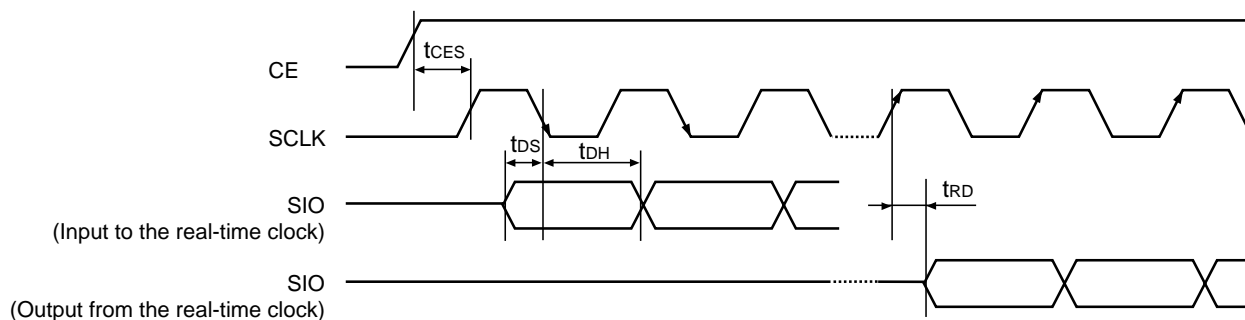 CE
tCES
SCLK
tDS
tDH
SIO
(Input to the real-time clock)
tRD
SIO
(Output from the real-time clock)